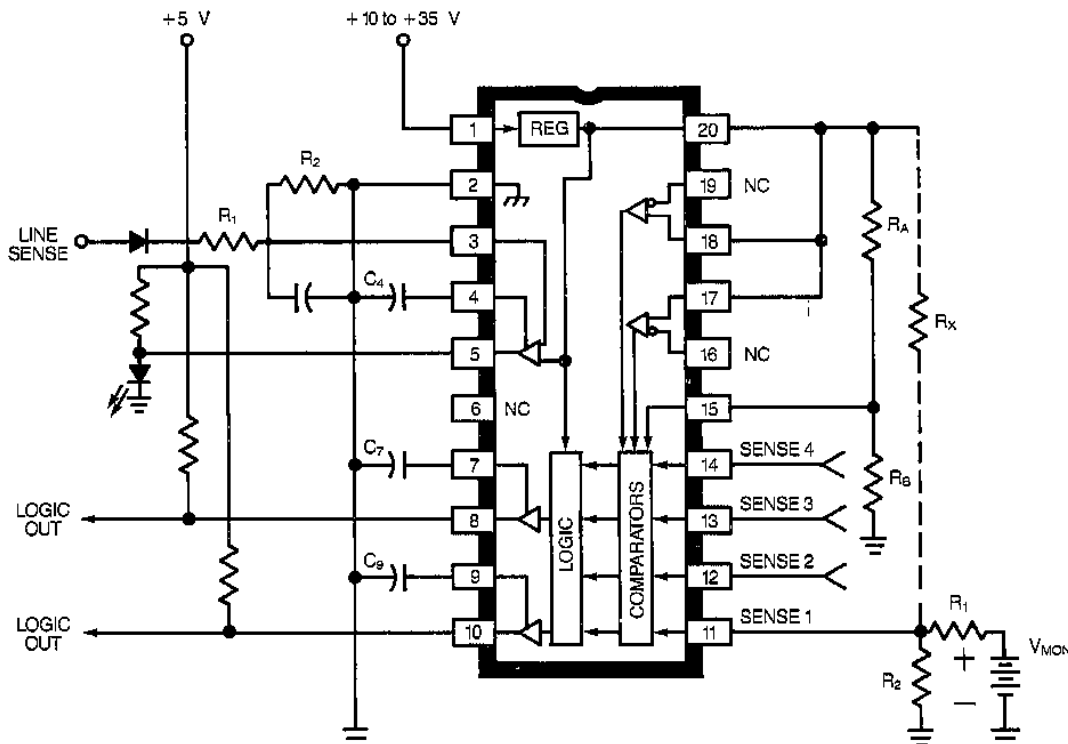 +5 V
+10 to +35 V
1
REG
20
R2
2
19
NC
R1
LINE
SENSE
3
18
RA
C4
4
17
RX
5
16
NC
6
NC
15
C7
7
14
SENSE 4
RB
LOGIC
OUT
8
LOGIC
COMPARATORS
13
SENSE 3
C9
9
12
SENSE 2
LOGIC
OUT
10
11
SENSE 1
R1
+
VMON
R2
−